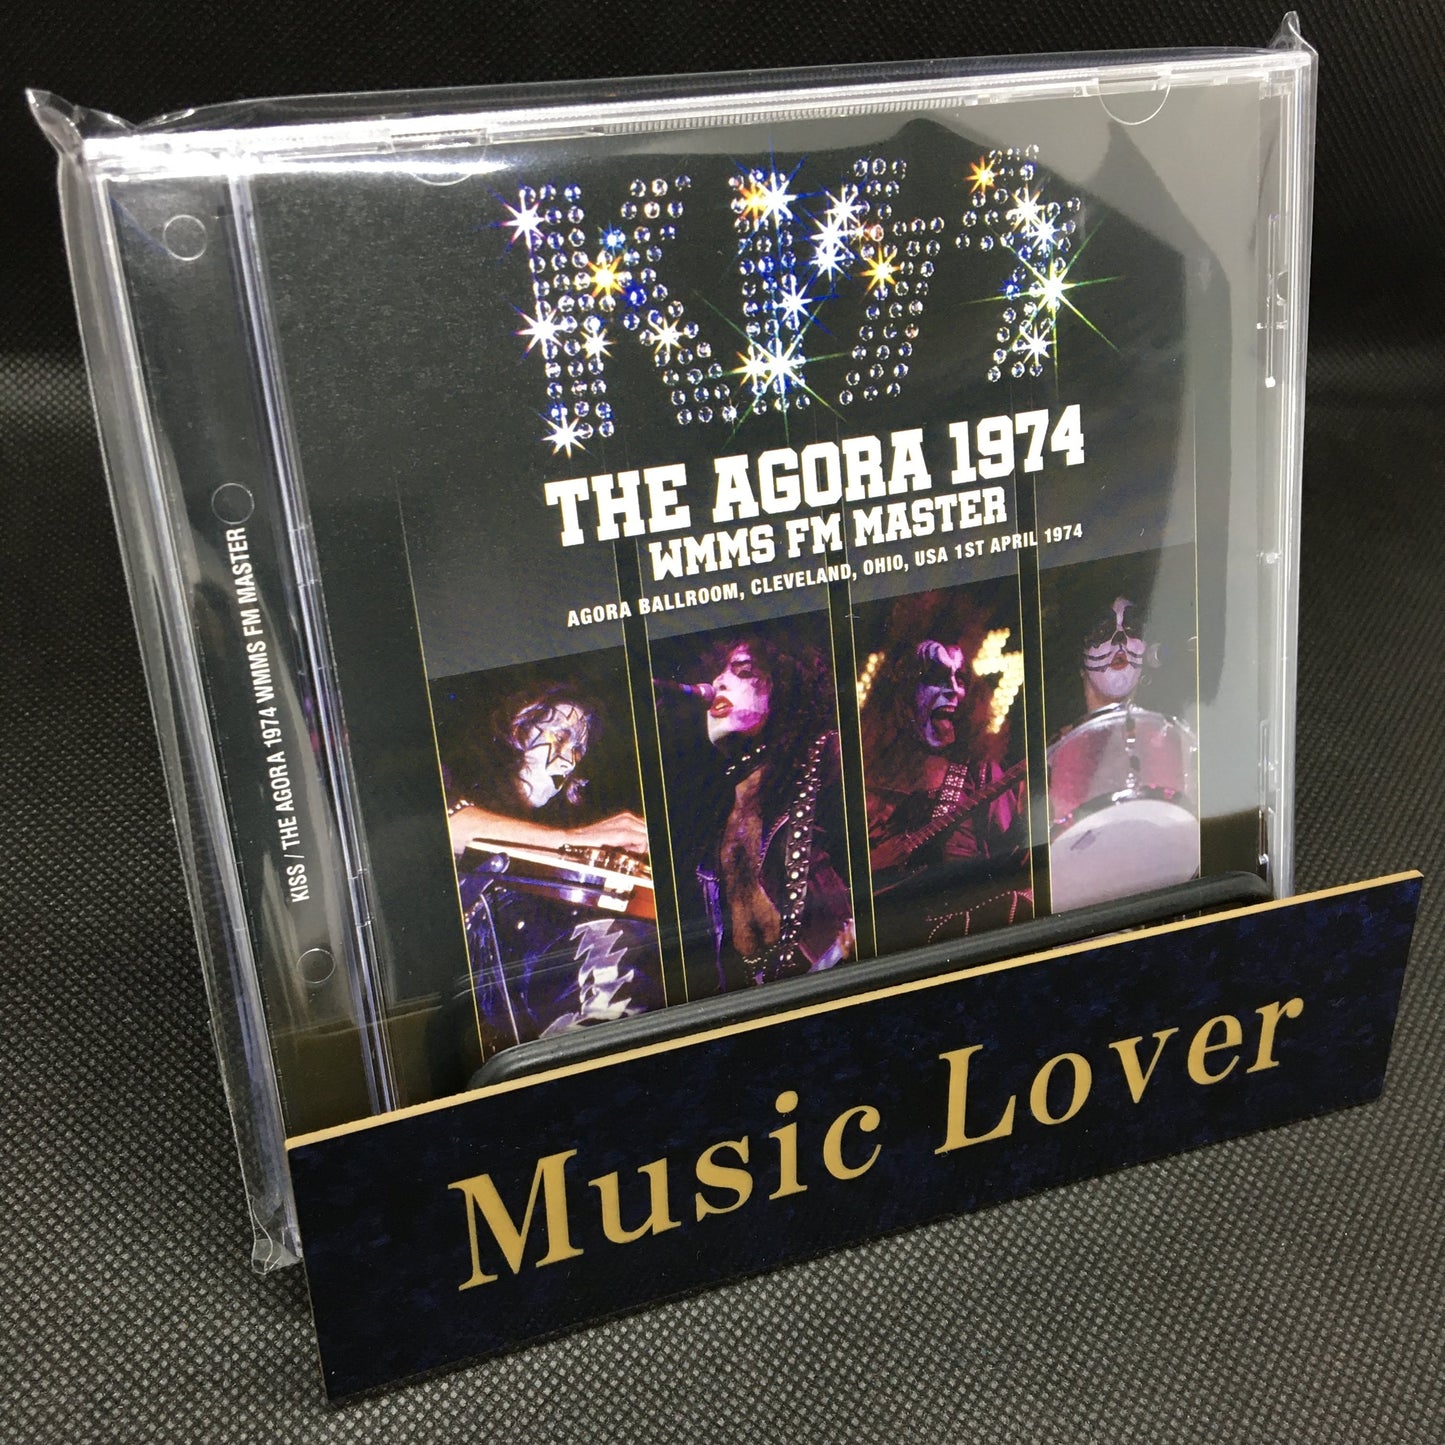 KISS
THE AGORA 1974
WMMS FM MASTER
AGORA BALLROOM, CLEVELAND, OHIO, USA 1ST APRIL 1974
KISS / THE AGORA 1974 WMMS FM MASTER
Music Lover